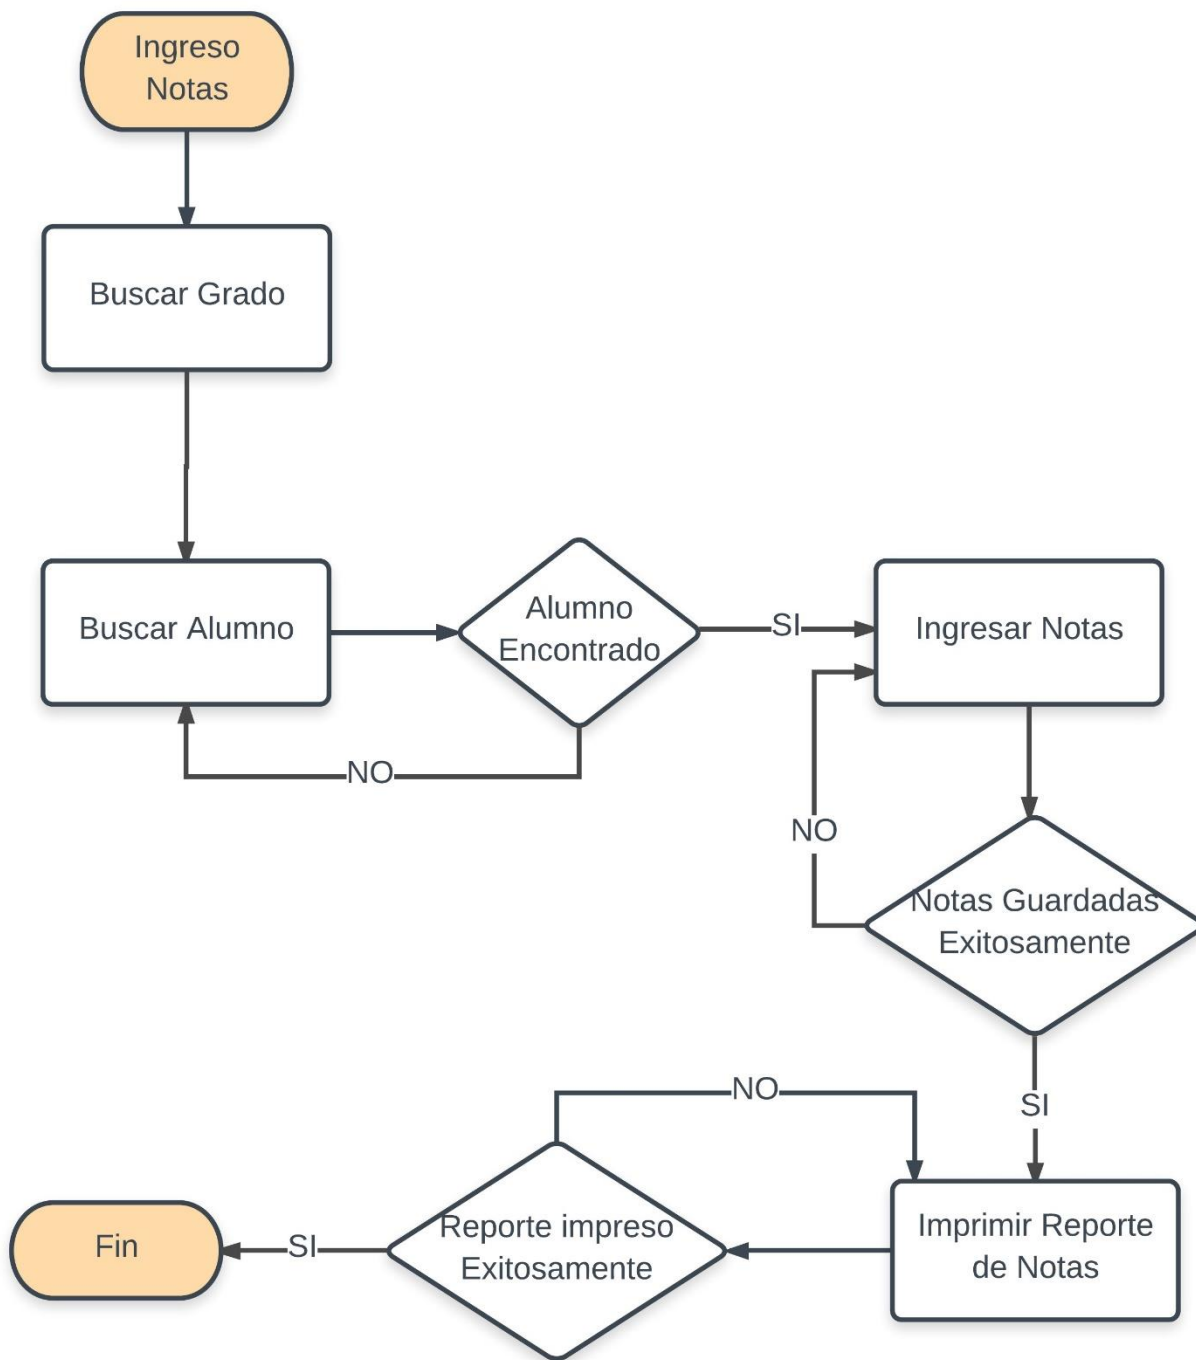 Ingreso
Notas
Buscar Grado
Buscar Alumno
Alumno
Encontrado
SI
Ingresar Notas
NO
NO
Notas Guardadas
Exitosamente
SI
NO
Imprimir Reporte
de Notas
Reporte impreso
Exitosamente
SI
Fin